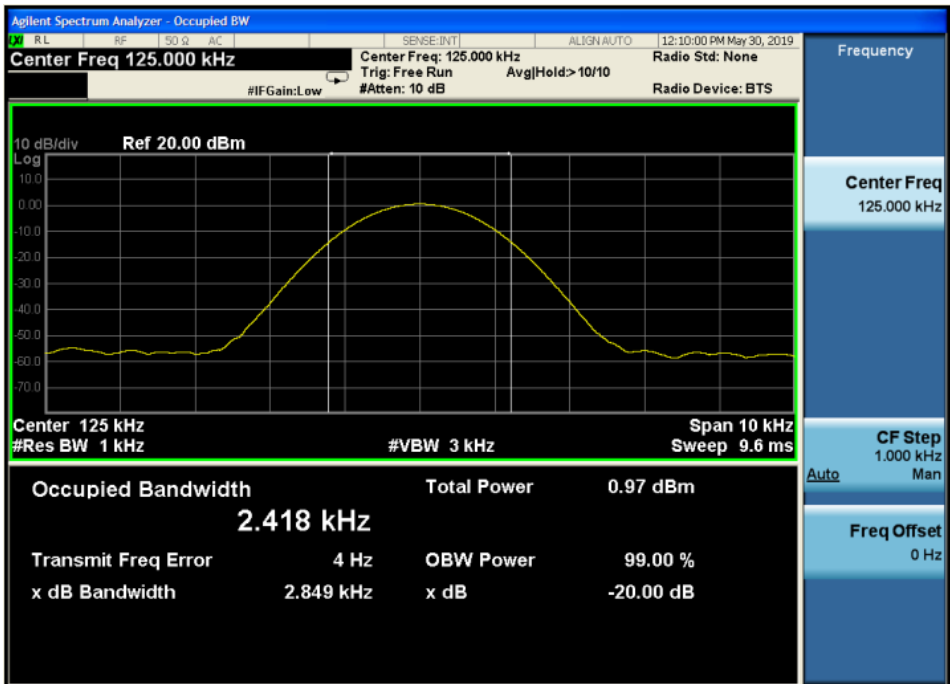 Agilent Spectrum Analyzer - Occupied BW
RL RF 50 Ω AC SENSE:INT ALIGN AUTO 12:10:00 PM May 30, 2019
Center Freq 125.000 kHz
Center Freq: 125.000 kHz
Radio Std: None
Trig: Free Run Avg|Hold:> 10/10
#IFGain:Low
#Atten: 10 dB
Radio Device: BTS
10 dB/div Ref 20.00 dBm
Log
10.0
0.00
-10.0
-20.0
-30.0
-40.0
-50.0
-60.0
-70.0
Center 125 kHz Span 10 kHz
#Res BW 1 kHz #VBW 3 kHz Sweep 9.6 ms
Occupied Bandwidth Total Power 0.97 dBm
2.418 kHz
Transmit Freq Error 4 Hz OBW Power 99.00 %
x dB Bandwidth 2.849 kHz x dB -20.00 dB
Frequency
Center Freq
125.000 kHz
CF Step
1.000 kHz
Auto Man
Freq Offset
0 Hz